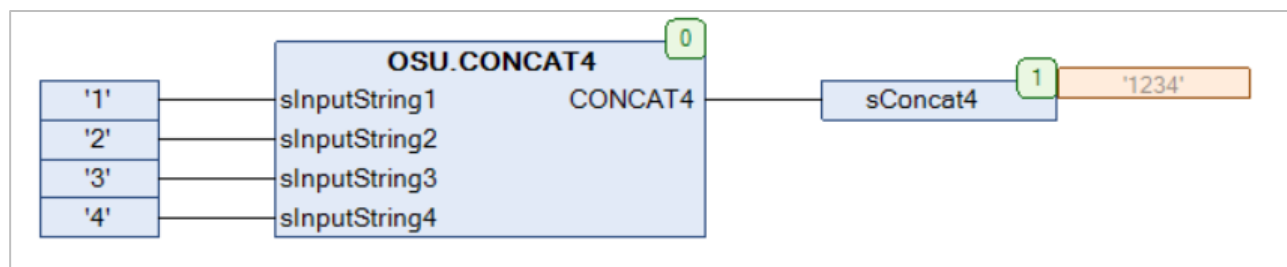 0
OSU.CONCAT4
1
'1234'
'1' sInputString1 CONCAT4 sConcat4
'2' sInputString2
'3' sInputString3
'4' sInputString4